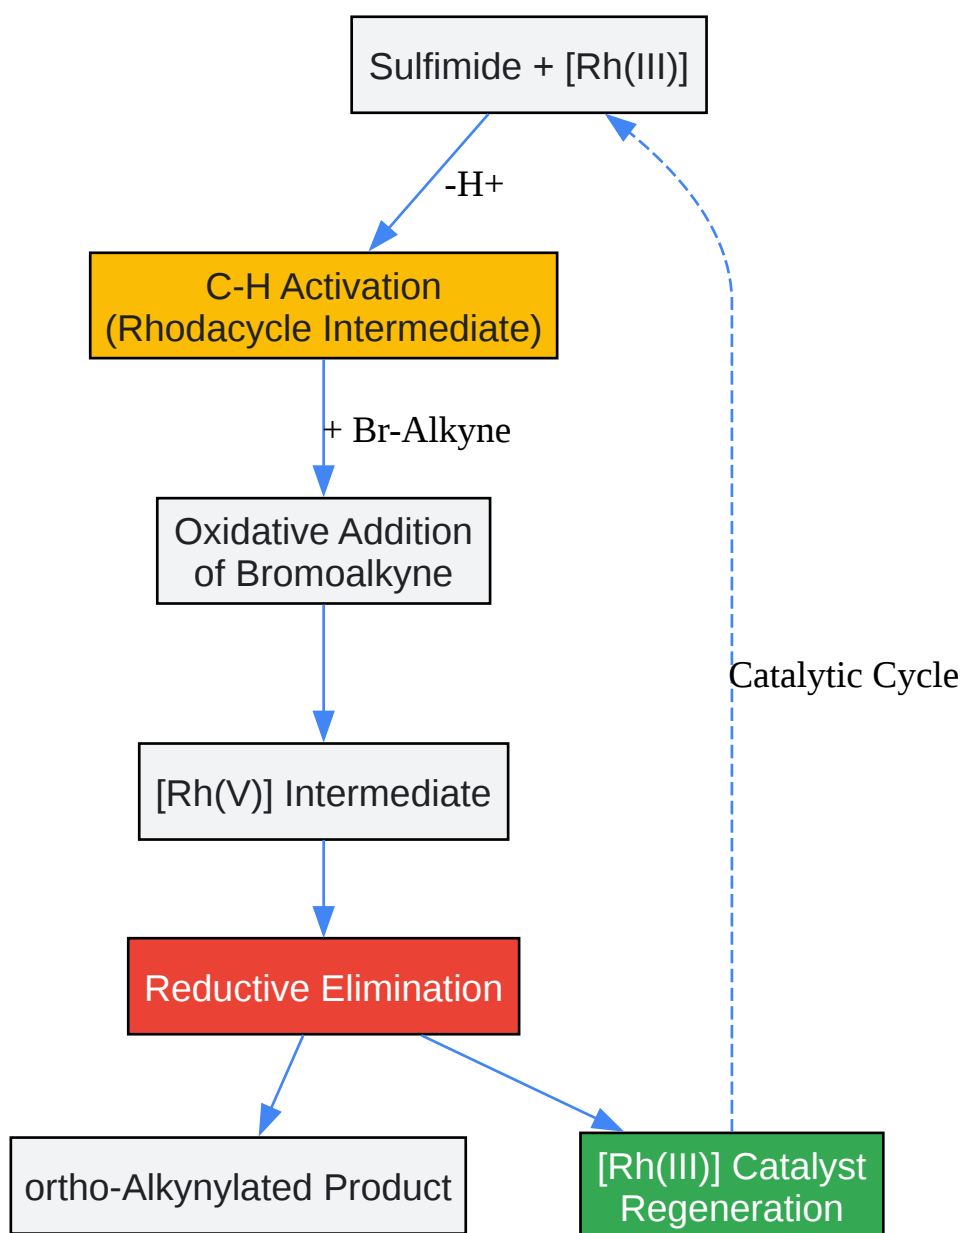 Sulfimide + [Rh(III)]
-H+
C-H Activation
(Rhodacycle Intermediate)
+ Br-Alkyne
Oxidative Addition
of Bromoalkyne
Catalytic Cycle
[Rh(V)] Intermediate
Reductive Elimination
ortho-Alkynylated Product
[Rh(III)] Catalyst
Regeneration